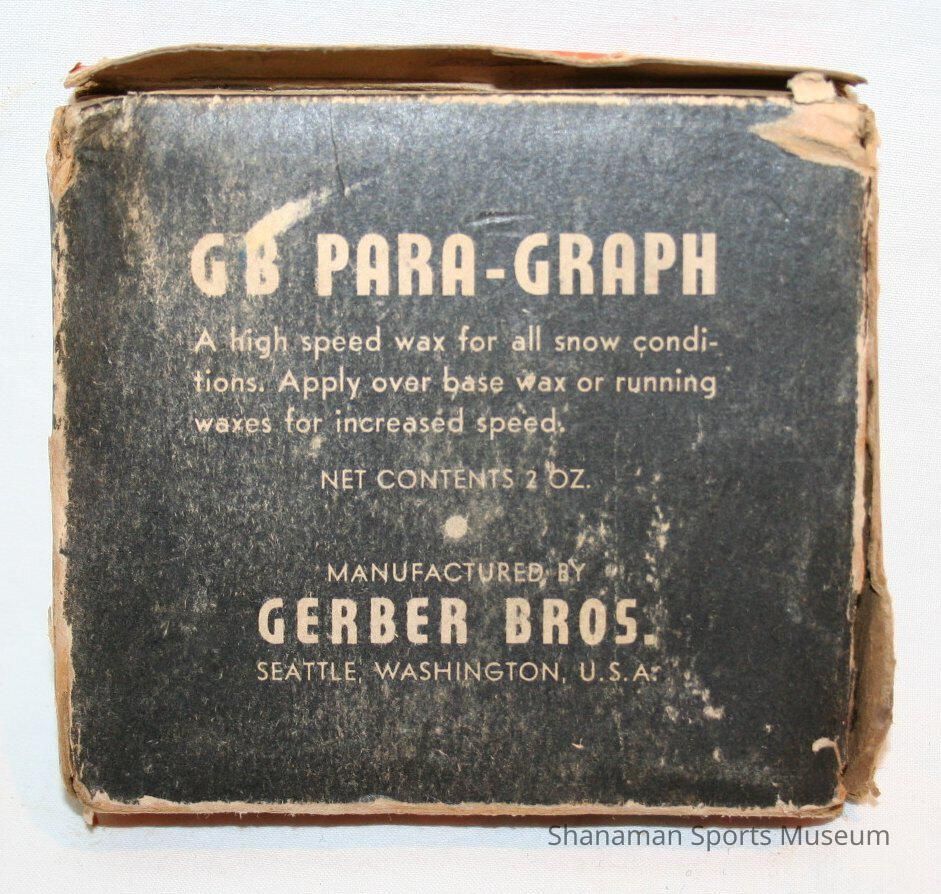 GB PARA-GRAPH
A high speed wax for all snow condi-
tions. Apply over base wax or running
waxes for increased speed.
NET CONTENTS 2 OZ.
MANUFACTURED BY
GERBER BROS.
SEATTLE, WASHINGTON, U.S.A.
Shanaman Sports Museum